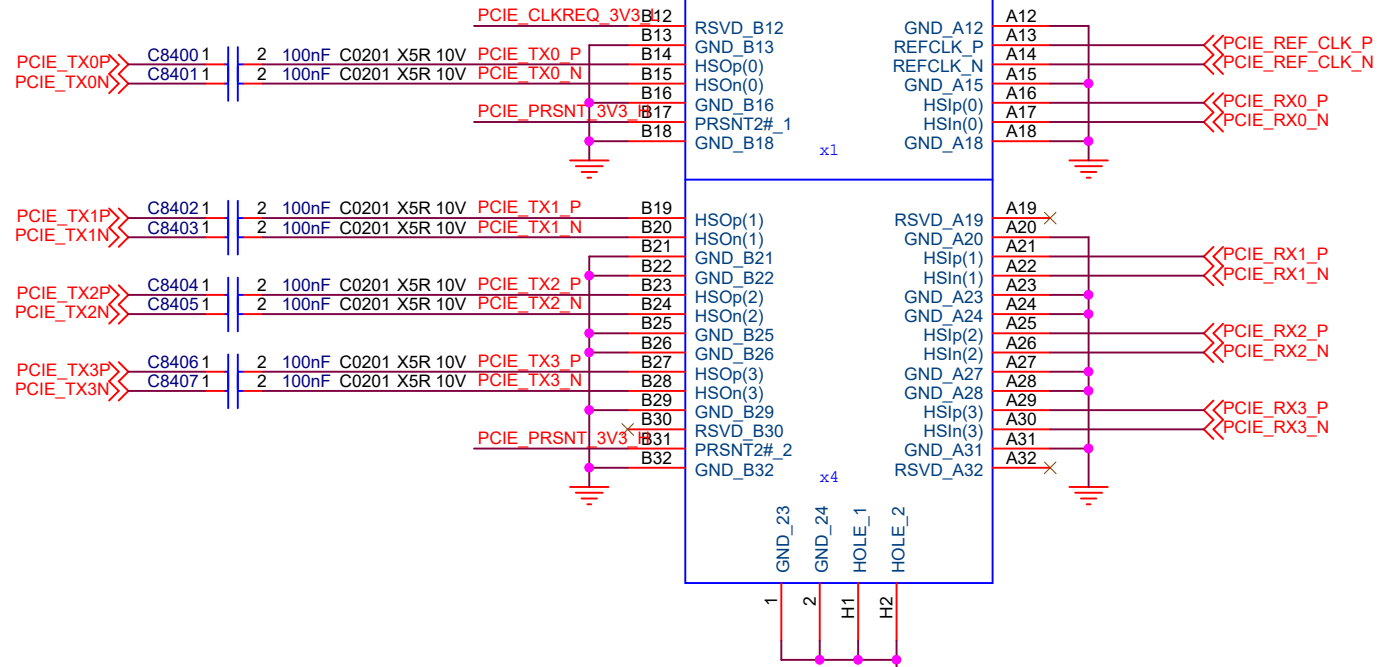 PCIE_CLKREQ_3V3_L B12 RSVD_B12 GND_A12 A12
B13 GND_B13 REFCLK_P A13 PCIE_REF_CLK_P
PCIE_TX0P C8400 1 2 100nF C0201 X5R 10V PCIE_TX0_P B14 HSOp(0) REFCLK_N A14 PCIE_REF_CLK_N
PCIE_TX0N C8401 1 2 100nF C0201 X5R 10V PCIE_TX0_N B15 HSOn(0) GND_A15 A15
B16 GND_B16 HSIp(0) A16 PCIE_RX0_P
PCIE_PRSNT_3V3_H B17 PRSNT2#_1 HSIn(0) A17 PCIE_RX0_N
B18 GND_B18 GND_A18 A18
x1
PCIE_TX1P C8402 1 2 100nF C0201 X5R 10V PCIE_TX1_P B19 HSOp(1) RSVD_A19 A19
PCIE_TX1N C8403 1 2 100nF C0201 X5R 10V PCIE_TX1_N B20 HSOn(1) GND_A20 A20
B21 GND_B21 HSIp(1) A21 PCIE_RX1_P
B22 GND_B22 HSIn(1) A22 PCIE_RX1_N
PCIE_TX2P C8404 1 2 100nF C0201 X5R 10V PCIE_TX2_P B23 HSOp(2) GND_A23 A23
PCIE_TX2N C8405 1 2 100nF C0201 X5R 10V PCIE_TX2_N B24 HSOn(2) GND_A24 A24
B25 GND_B25 HSIp(2) A25 PCIE_RX2_P
B26 GND_B26 HSIn(2) A26 PCIE_RX2_N
PCIE_TX3P C8406 1 2 100nF C0201 X5R 10V PCIE_TX3_P B27 HSOp(3) GND_A27 A27
PCIE_TX3N C8407 1 2 100nF C0201 X5R 10V PCIE_TX3_N B28 HSOn(3) GND_A28 A28
B29 GND_B29 HSIp(3) A29 PCIE_RX3_P
B30 RSVD_B30 HSIn(3) A30 PCIE_RX3_N
PCIE_PRSNT_3V3_H B31 PRSNT2#_2 GND_A31 A31
B32 GND_B32 RSVD_A32 A32
x4
GND_23 GND_24 HOLE_1 HOLE_2
1 2 H1 H2